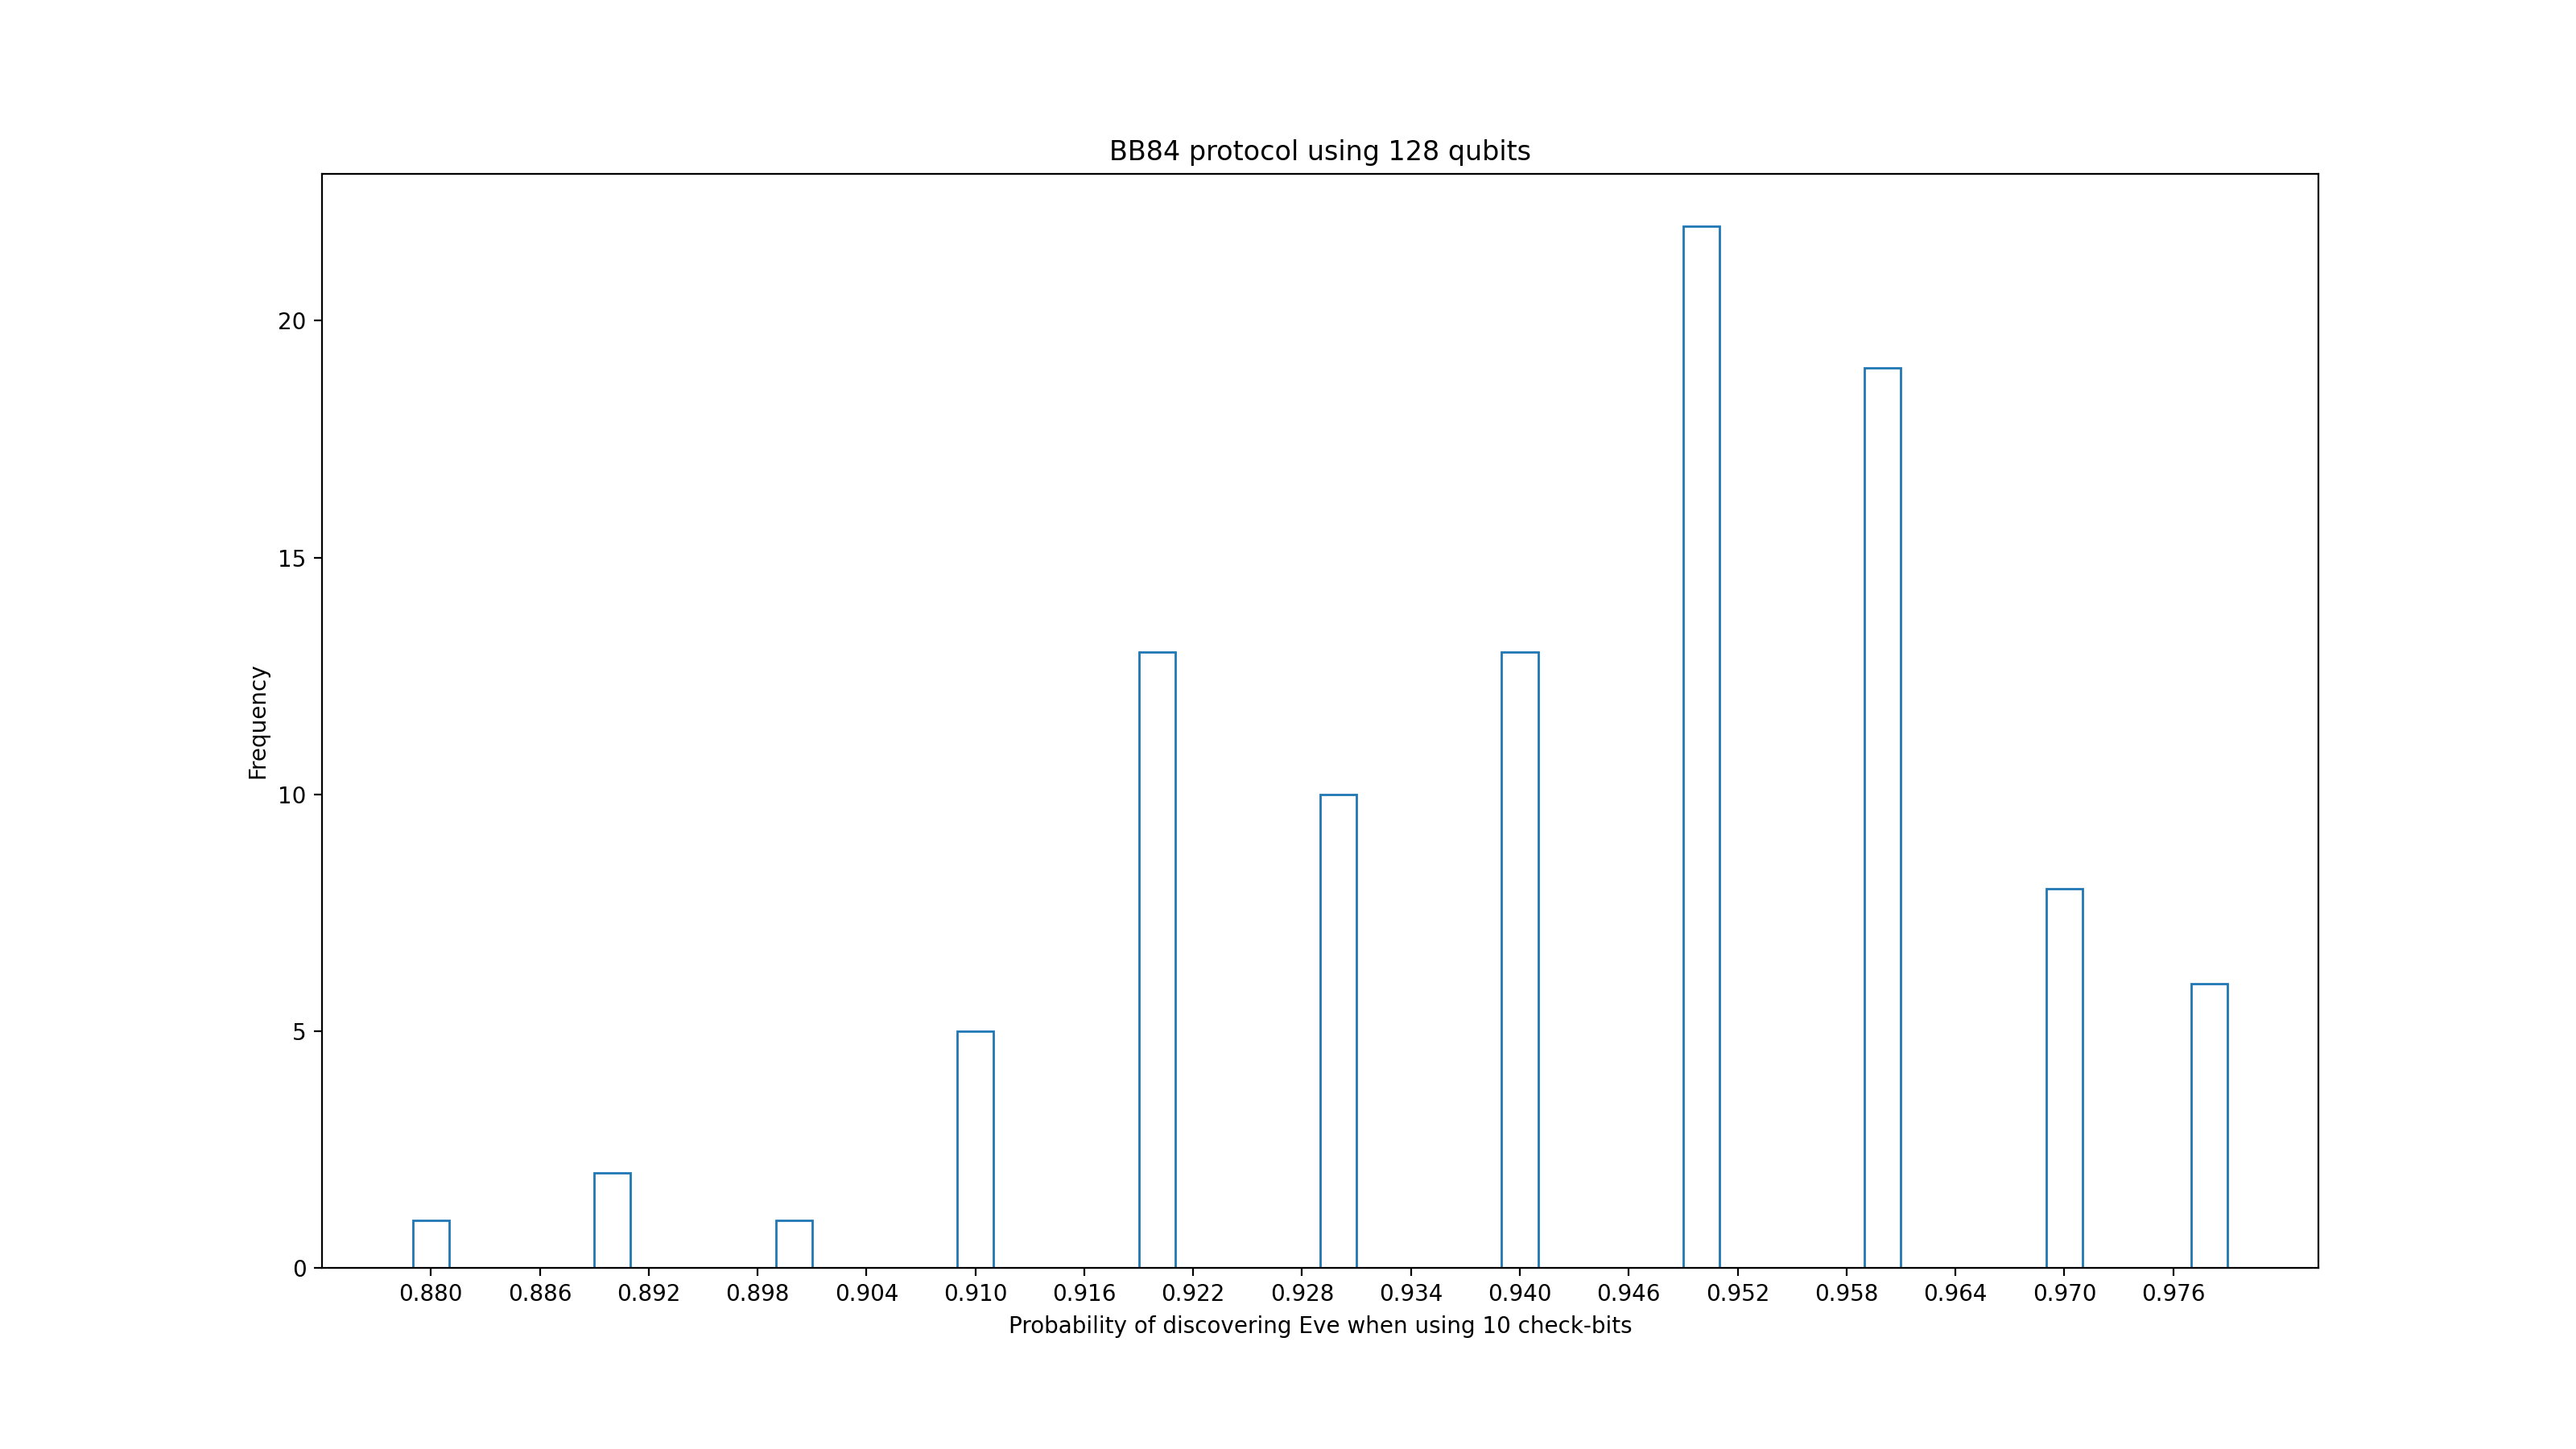 BB84 protocol using 128 qubits
20
15
10
5
0
Frequency
0.880 0.886 0.892 0.898 0.904 0.910 0.916 0.922 0.928 0.934 0.940 0.946 0.952 0.958 0.964 0.970 0.976
Probability of discovering Eve when using 10 check-bits